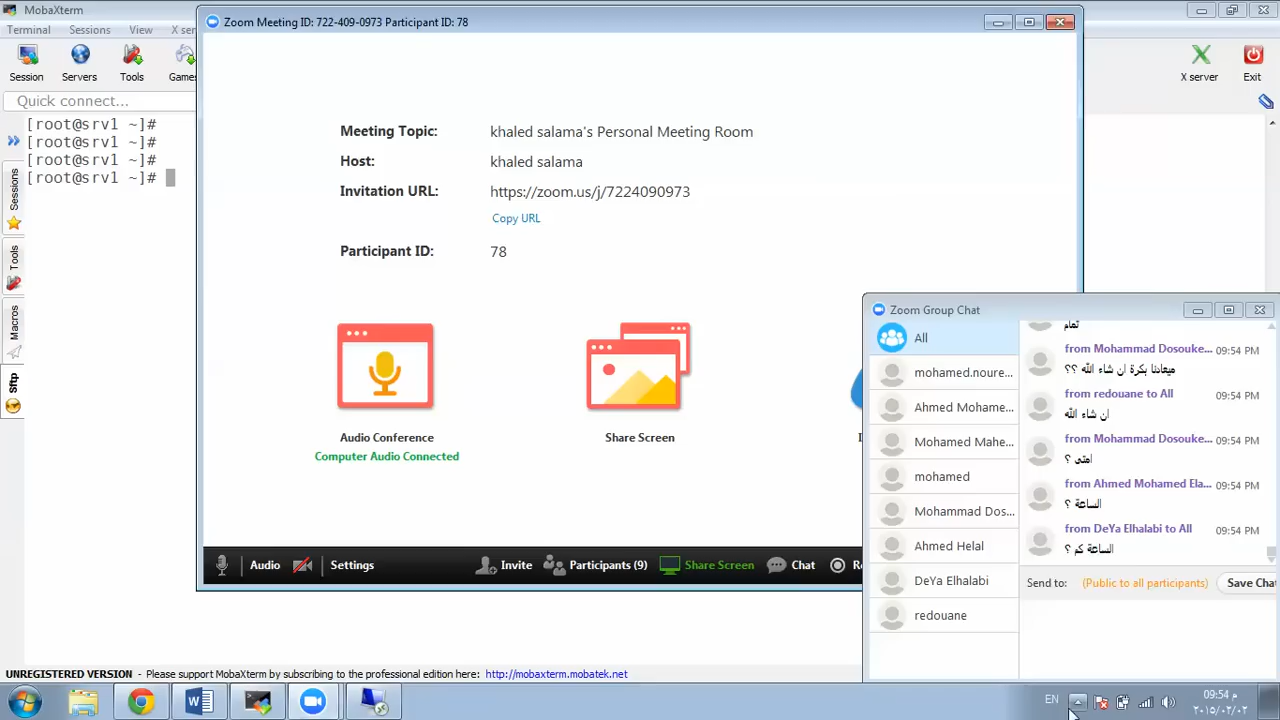 MobaXterm
Terminal Sessions View X ser
Session Servers Tools Games
X server Exit
Quick connect...
[root@srv1 ~]#
[root@srv1 ~]#
[root@srv1 ~]#
[root@srv1 ~]#
Sessions
Tools
Macros
Sftp
Zoom Meeting ID: 722-409-0973 Participant ID: 78
Meeting Topic: khaled salama's Personal Meeting Room
Host: khaled salama
Invitation URL: https://zoom.us/j/7224090973
Copy URL
Participant ID: 78
Audio Conference
Computer Audio Connected
Share Screen
Audio Settings Invite Participants (9) Share Screen Chat Re
Zoom Group Chat
All
mohamed.noure...
Ahmed Mohame...
Mohamed Mahe...
mohamed
Mohammad Dos...
Ahmed Helal
DeYa Elhalabi
redouane
تمام
from Mohammad Dosouke... 09:54 PM
ميعادنا بكرة ان شاء الله ؟؟
from redouane to All 09:54 PM
ان شاء الله
from Mohammad Dosouke... 09:54 PM
امتى ؟
from Ahmed Mohamed Ela... 09:54 PM
الساعة ؟
from DeYa Elhalabi to All 09:54 PM
الساعة كم ؟
Send to: (Public to all participants) Save Cha
UNREGISTERED VERSION - Please support MobaXterm by subscribing to the professional edition here: http://mobaxterm.mobatek.net
EN
09:54 م
٢٠١٥/٠٢/٠٢